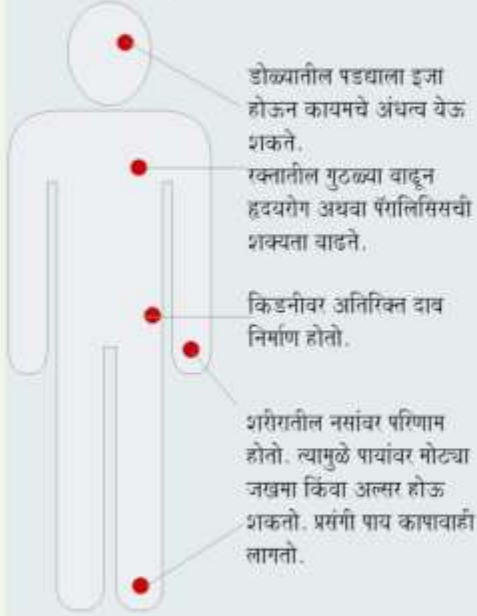 डोळ्यातील पडद्याला इजा
होऊन कायमचे अंधत्व येऊ
शकते.
रक्तातील गुठळ्या वाढून
हृदयरोग अथवा पॅरालिसिसची
शक्यता वाढते.
किडनीवर अतिरिक्त दाब
निर्माण होतो.
शरीरातील नसांवर परिणाम
होतो. त्यामुळे पायांवर मोठ्या
जखमा किंवा अल्सर होऊ
शकतो. प्रसंगी पाय कापावाही
लागतो.